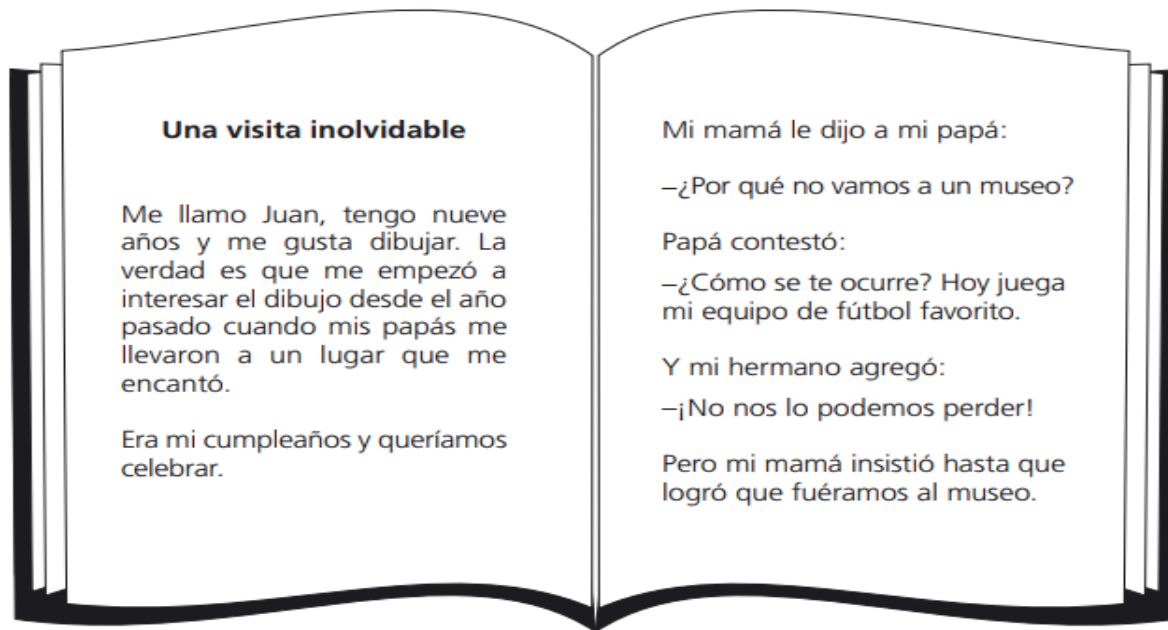 Una visita inolvidable
Me llamo Juan, tengo nueve
años y me gusta dibujar. La
verdad es que me empezó a
interesar el dibujo desde el año
pasado cuando mis papás me
llevaron a un lugar que me
encantó.
Era mi cumpleaños y queríamos
celebrar.
Mi mamá le dijo a mi papá:
–¿Por qué no vamos a un museo?
Papá contestó:
–¿Cómo se te ocurre? Hoy juega
mi equipo de fútbol favorito.
Y mi hermano agregó:
–¡No nos lo podemos perder!
Pero mi mamá insistió hasta que
logró que fuéramos al museo.